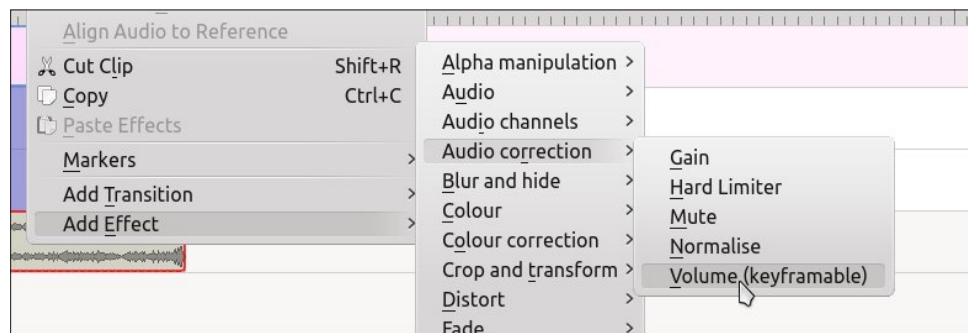 Align Audio to Reference
Cut Clip Shift+R
Copy Ctrl+C
Paste Effects
Markers
Add Transition
Add Effect
Alpha manipulation
Audio
Audio channels
Audio correction
Blur and hide
Colour
Colour correction
Crop and transform
Distort
Fade
Gain
Hard Limiter
Mute
Normalise
Volume (keyframable)